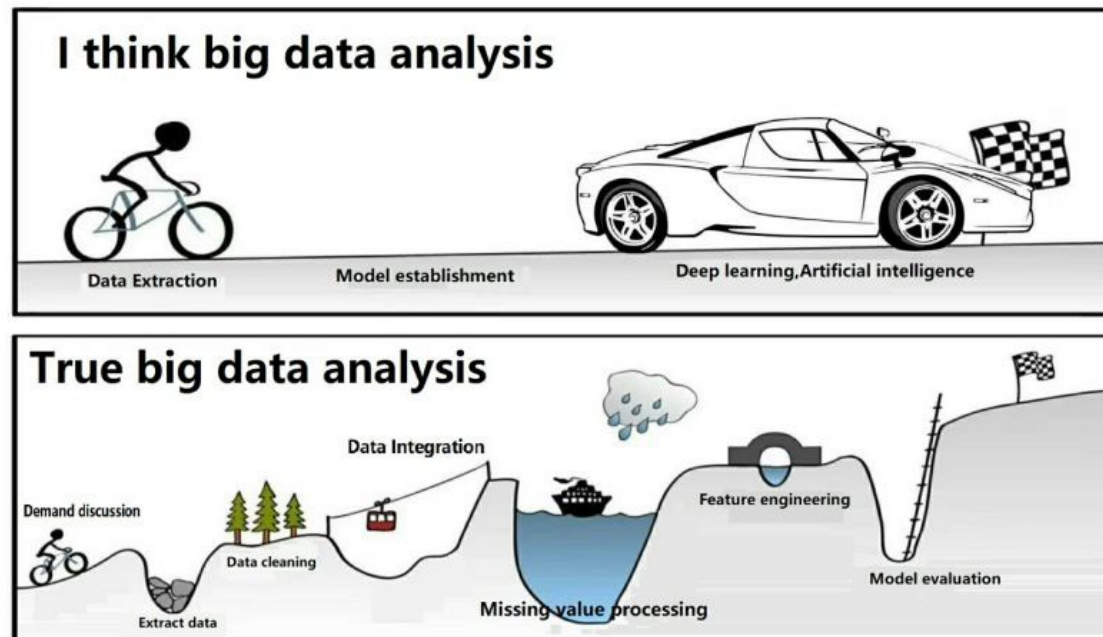 I think big data analysis
Data Extraction
Model establishment
Deep learning,Artificial intelligence
True big data analysis
Demand discussion
Extract data
Data cleaning
Data Integration
Missing value processing
Feature engineering
Model evaluation